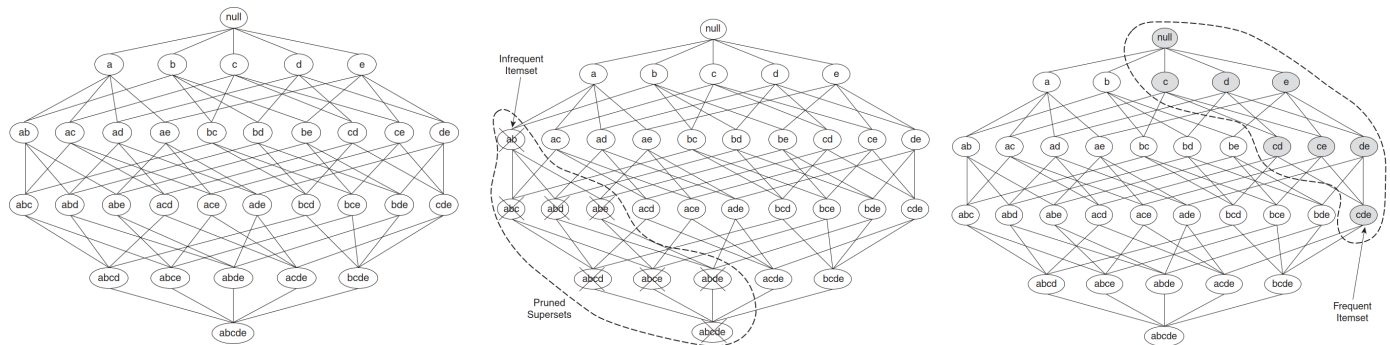 null
a b c d e
ab ac ad ae bc bd be cd ce de
abc abd abe acd ace ade bcd bce bde cde
abcd abce abde acde bcde
abcde
null
Infrequent
Itemset
a b c d e
ab ac ad ae bc bd be cd ce de
abc abd abe acd ace ade bcd bce bde cde
abcd abce abde acde bcde
Pruned
Supersets
abcde
null
a b c d e
ab ac ad ae bc bd be cd ce de
abc abd abe acd ace ade bcd bce bde cde
abcd abce abde acde bcde
Frequent
Itemset
abcde